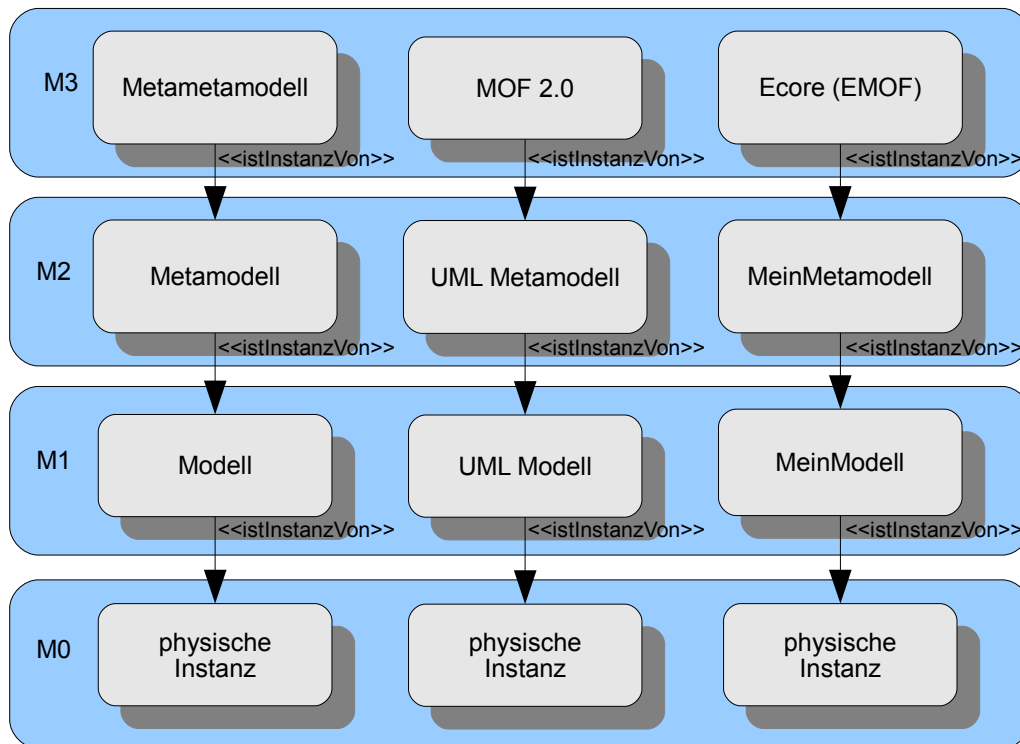 M3
Metametamodell
MOF 2.0
Ecore (EMOF)
<<istInstanzVon>>
<<istInstanzVon>>
<<istInstanzVon>>
M2
Metamodell
UML Metamodell
MeinMetamodell
<<istInstanzVon>>
<<istInstanzVon>>
<<istInstanzVon>>
M1
Modell
UML Modell
MeinModell
<<istInstanzVon>>
<<istInstanzVon>>
<<istInstanzVon>>
M0
physische
Instanz
physische
Instanz
physische
Instanz